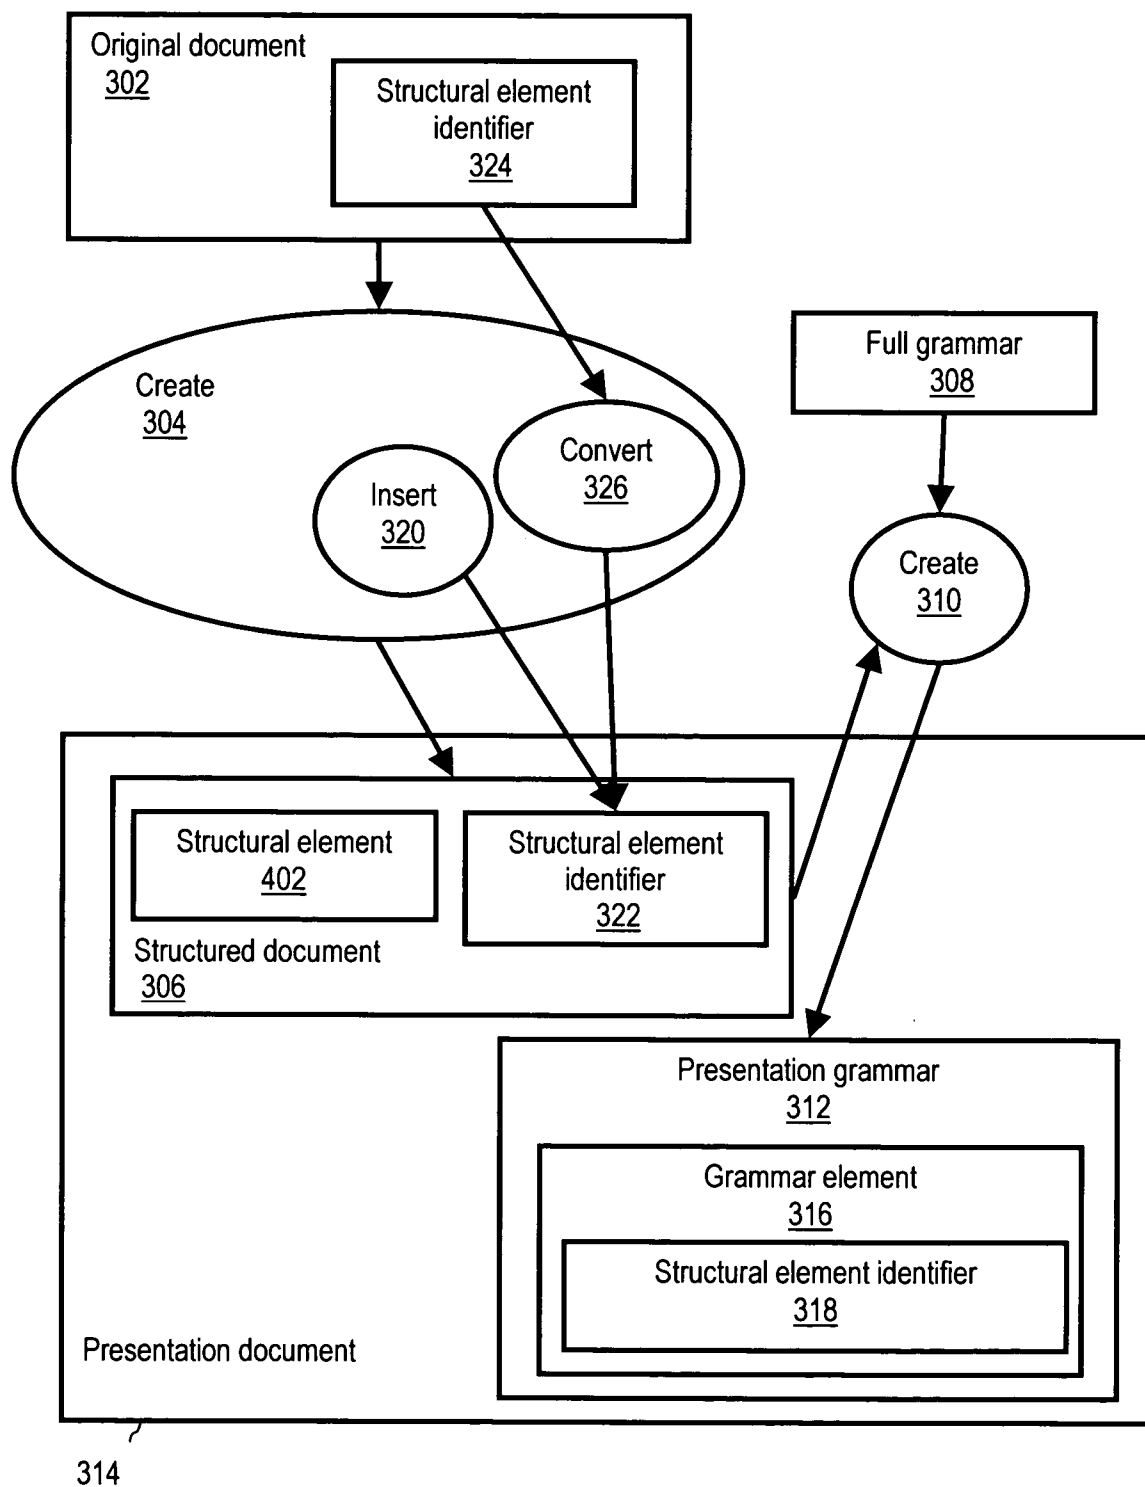 Original document
302
Structural element
identifier
324
Full grammar
308
Create
304
Convert
326
Insert
320
Create
310
Structural element
402
Structural element
identifier
322
Structured document
306
Presentation grammar
312
Grammar element
316
Structural element identifier
318
Presentation document
314